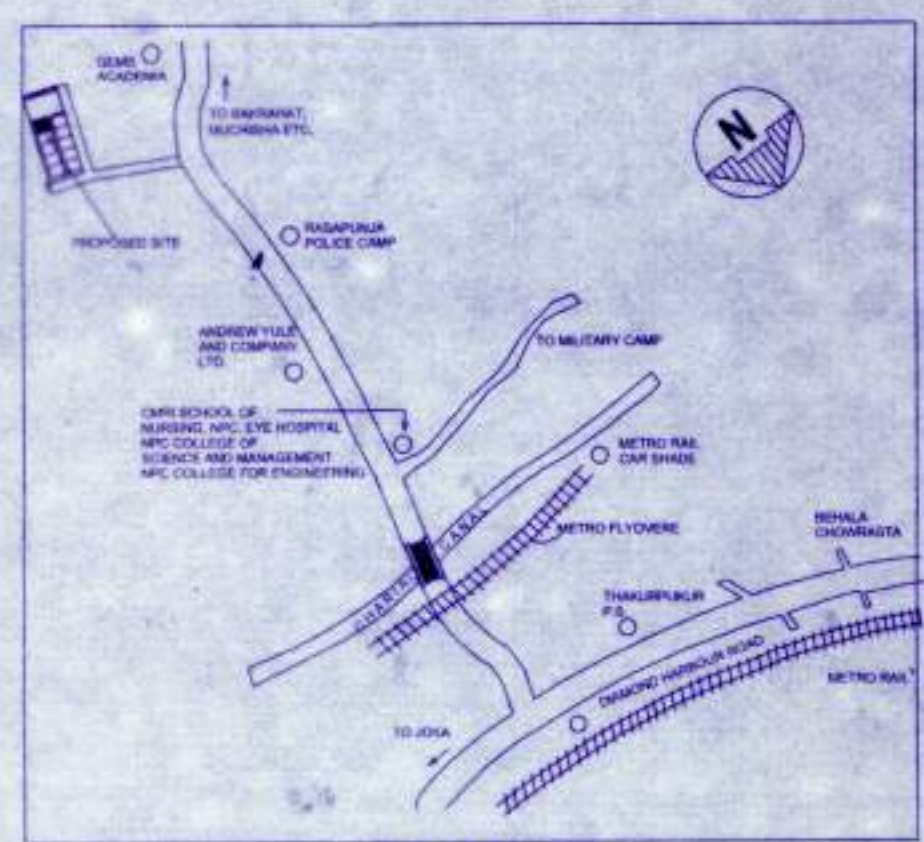 GEMS
ACADEMIA
TO BAKRAHAT,
MUCHISHA ETC.
N
PROPOSED SITE
RASAPUNJA
POLICE CAMP
ANDREW YULE
AND COMPANY
LTD.
TO MILITARY CAMP
CMRI SCHOOL OF
NURSING, NPC, EYE HOSPITAL
NPC COLLEGE OF
SCIENCE AND MANAGEMENT
NPC COLLEGE FOR ENGINEERING
METRO RAIL
CAR SHADE
CHARIAL CANAL
METRO FLYOVERE
BEHALA
CHOWRASTA
THAKURPUKUR
P.S.
DIAMOND HARBOUR ROAD
METRO RAIL
TO JOKA